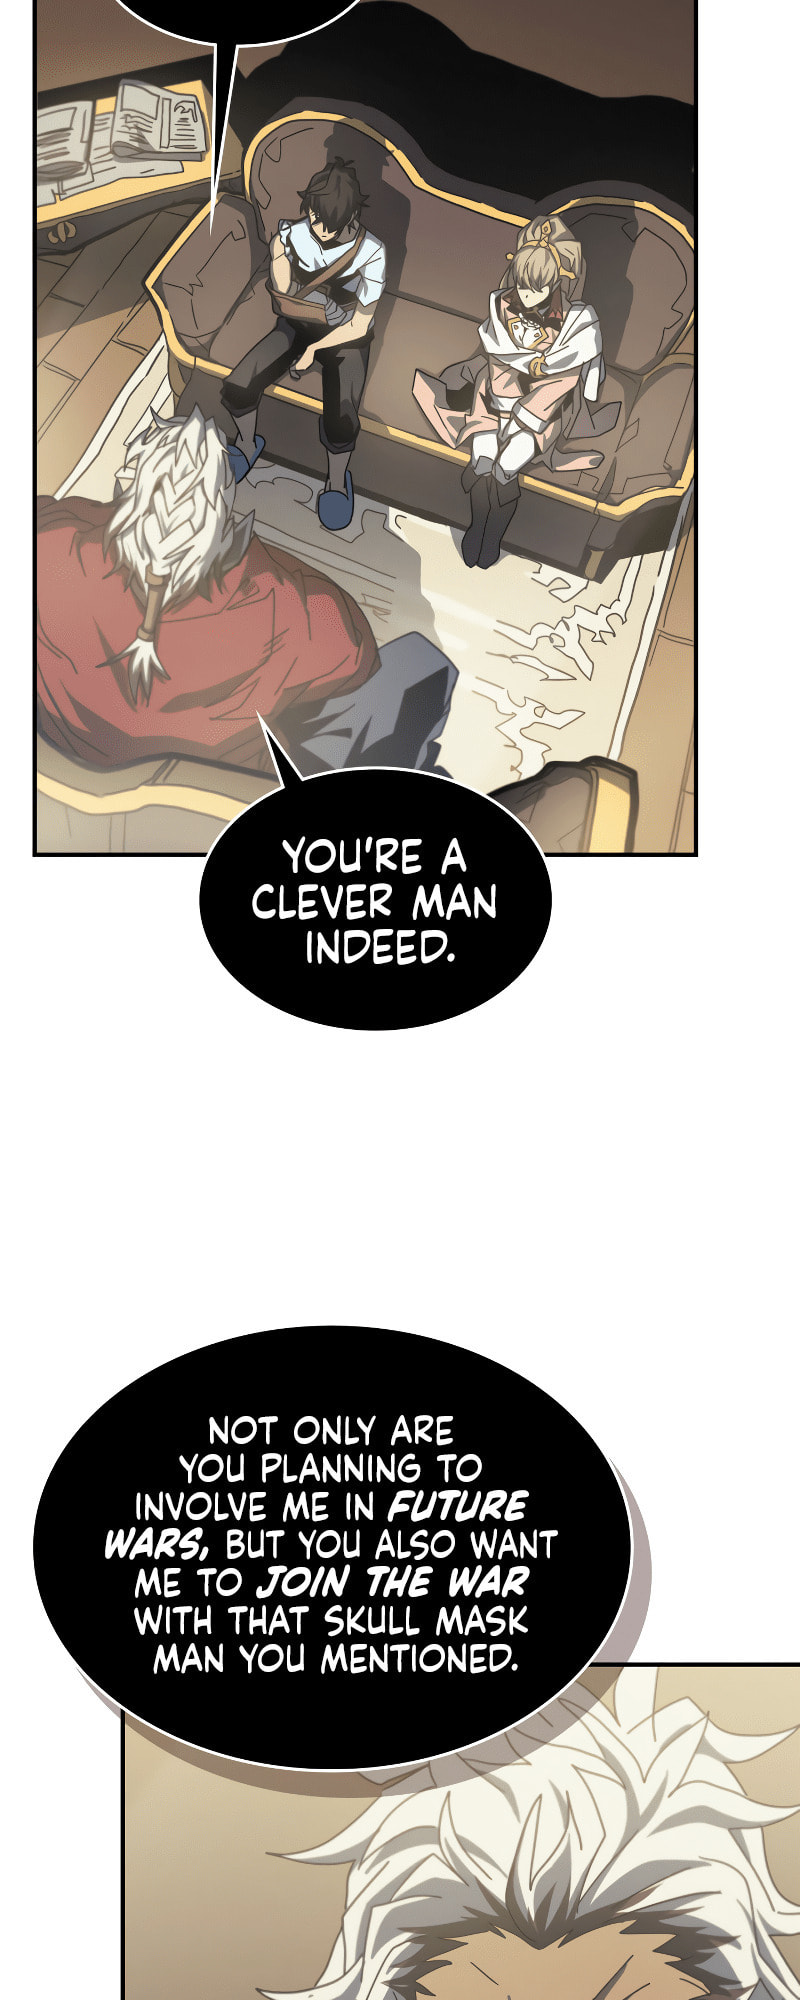 YOU'RE A
CLEVER MAN
INDEED.
NOT ONLY ARE
YOU PLANNING TO
INVOLVE ME IN FUTURE
WARS, BUT YOU ALSO WANT
ME TO JOIN THE WAR
WITH THAT SKULL MASK
MAN YOU MENTIONED.